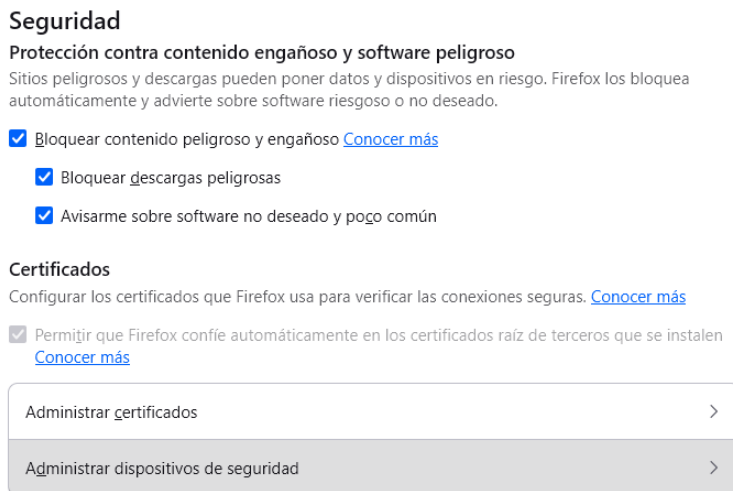 Seguridad
Protección contra contenido engañoso y software peligroso
Sitios peligrosos y descargas pueden poner datos y dispositivos en riesgo. Firefox los bloquea
automáticamente y advierte sobre software riesgoso o no deseado.
Bloquear contenido peligroso y engañoso Conocer más
Bloquear descargas peligrosas
Avisarme sobre software no deseado y poco común
Certificados
Configurar los certificados que Firefox usa para verificar las conexiones seguras. Conocer más
Permitir que Firefox confíe automáticamente en los certificados raíz de terceros que se instalen
Conocer más
Administrar certificados
Administrar dispositivos de seguridad